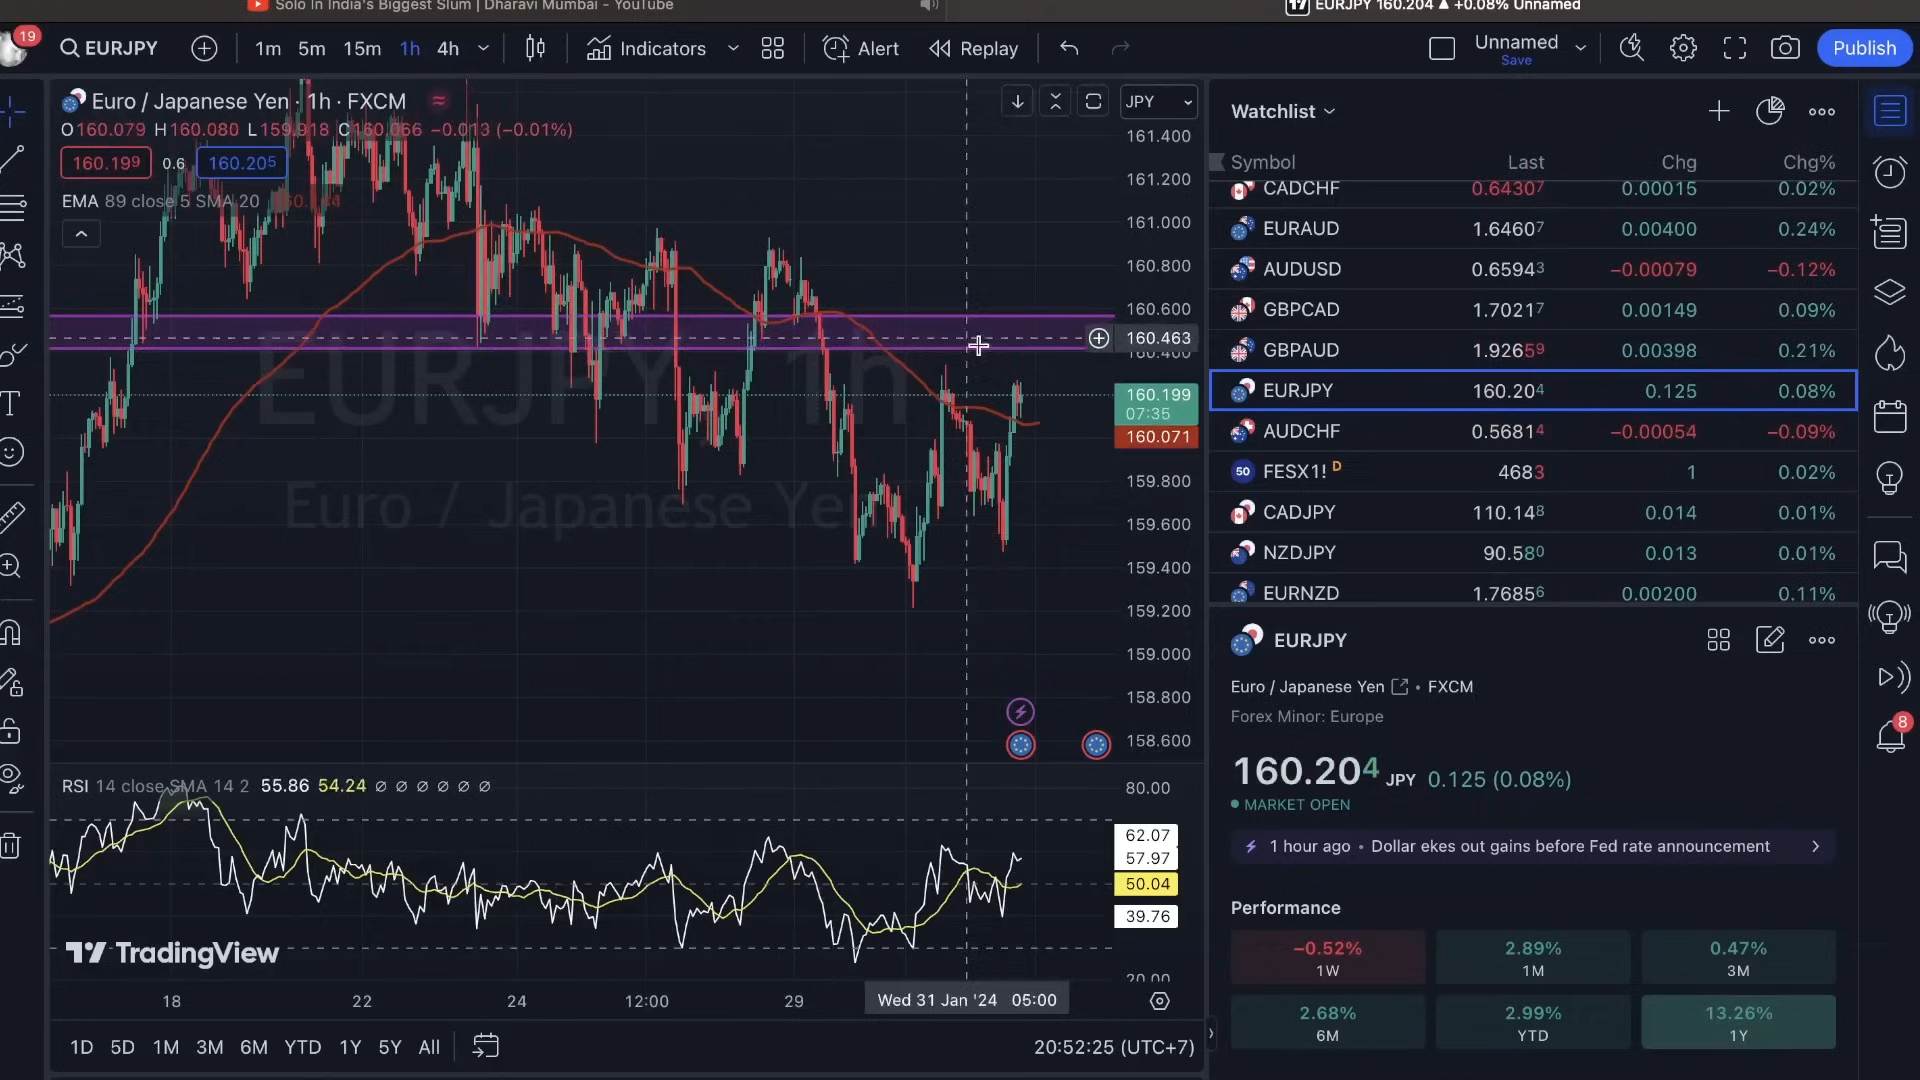 Solo In India's Biggest Slum | Dharavi Mumbai - YouTube
EURJPY 160.204 ▲ +0.08% Unnamed
19
EURJPY
1m 5m 15m 1h 4h
Indicators
Alert
Replay
Unnamed
Save
Publish
Euro / Japanese Yen · 1h · FXCM
O160.079 H160.080 L159.918 C160.066 −0.013 (−0.01%)
160.199 0.6 160.205
EMA 89 close 5 SMA 20
EURJPY, 1h
Euro / Japanese Yen
JPY
161.400
161.200
161.000
160.800
160.600
160.463
160.400
160.199
07:35
160.071
159.800
159.600
159.400
159.200
159.000
158.800
158.600
RSI 14 close SMA 14 2 55.86 54.24 ∅ ∅ ∅ ∅ ∅ ∅
80.00
62.07
57.97
50.04
39.76
20.00
TradingView
18 22 24 12:00 29 Wed 31 Jan '24 05:00
1D 5D 1M 3M 6M YTD 1Y 5Y All
20:52:25 (UTC+7)
Watchlist
Symbol Last Chg Chg%
CADCHF 0.64307 0.00015 0.02%
EURAUD 1.64607 0.00400 0.24%
AUDUSD 0.65943 −0.00079 −0.12%
GBPCAD 1.70217 0.00149 0.09%
GBPAUD 1.92659 0.00398 0.21%
EURJPY 160.204 0.125 0.08%
AUDCHF 0.56814 −0.00054 −0.09%
50 FESX1! D 4683 1 0.02%
CADJPY 110.148 0.014 0.01%
NZDJPY 90.580 0.013 0.01%
EURNZD 1.76856 0.00200 0.11%
EURJPY
Euro / Japanese Yen • FXCM
Forex Minor: Europe
160.204 JPY 0.125 (0.08%)
MARKET OPEN
1 hour ago • Dollar ekes out gains before Fed rate announcement
Performance
−0.52% 2.89% 0.47%
1W 1M 3M
2.68% 2.99% 13.26%
6M YTD 1Y
8